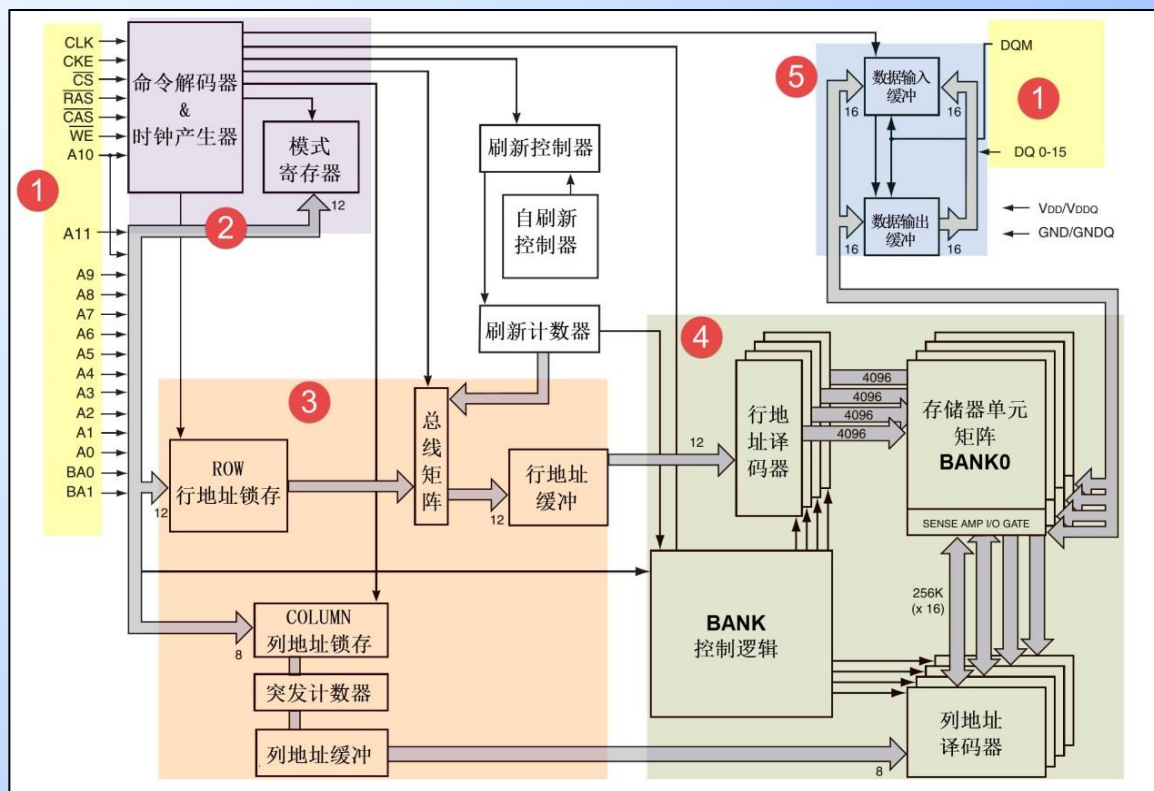 CLK
CKE
CS
RAS
CAS
WE
A10
A11
A9
A8
A7
A6
A5
A4
A3
A2
A1
A0
BA0
BA1
1
命令解码器
&
时钟产生器
模式
寄存器
12
2
刷新控制器
自刷新
控制器
刷新计数器
5
数据输入
缓冲
16
16
数据输出
缓冲
16
16
DQM
1
DQ 0-15
VDD/VDDQ
GND/GNDQ
3
12
ROW
行地址锁存
总
线
矩
阵
12
行地址
缓冲
8
COLUMN
列地址锁存
突发计数器
列地址缓冲
4
12
行地
址译
码器
4096
4096
4096
4096
存储器单元
矩阵
BANK0
SENSE AMP I/O GATE
256K
(x 16)
BANK
控制逻辑
列地址
译码器
8